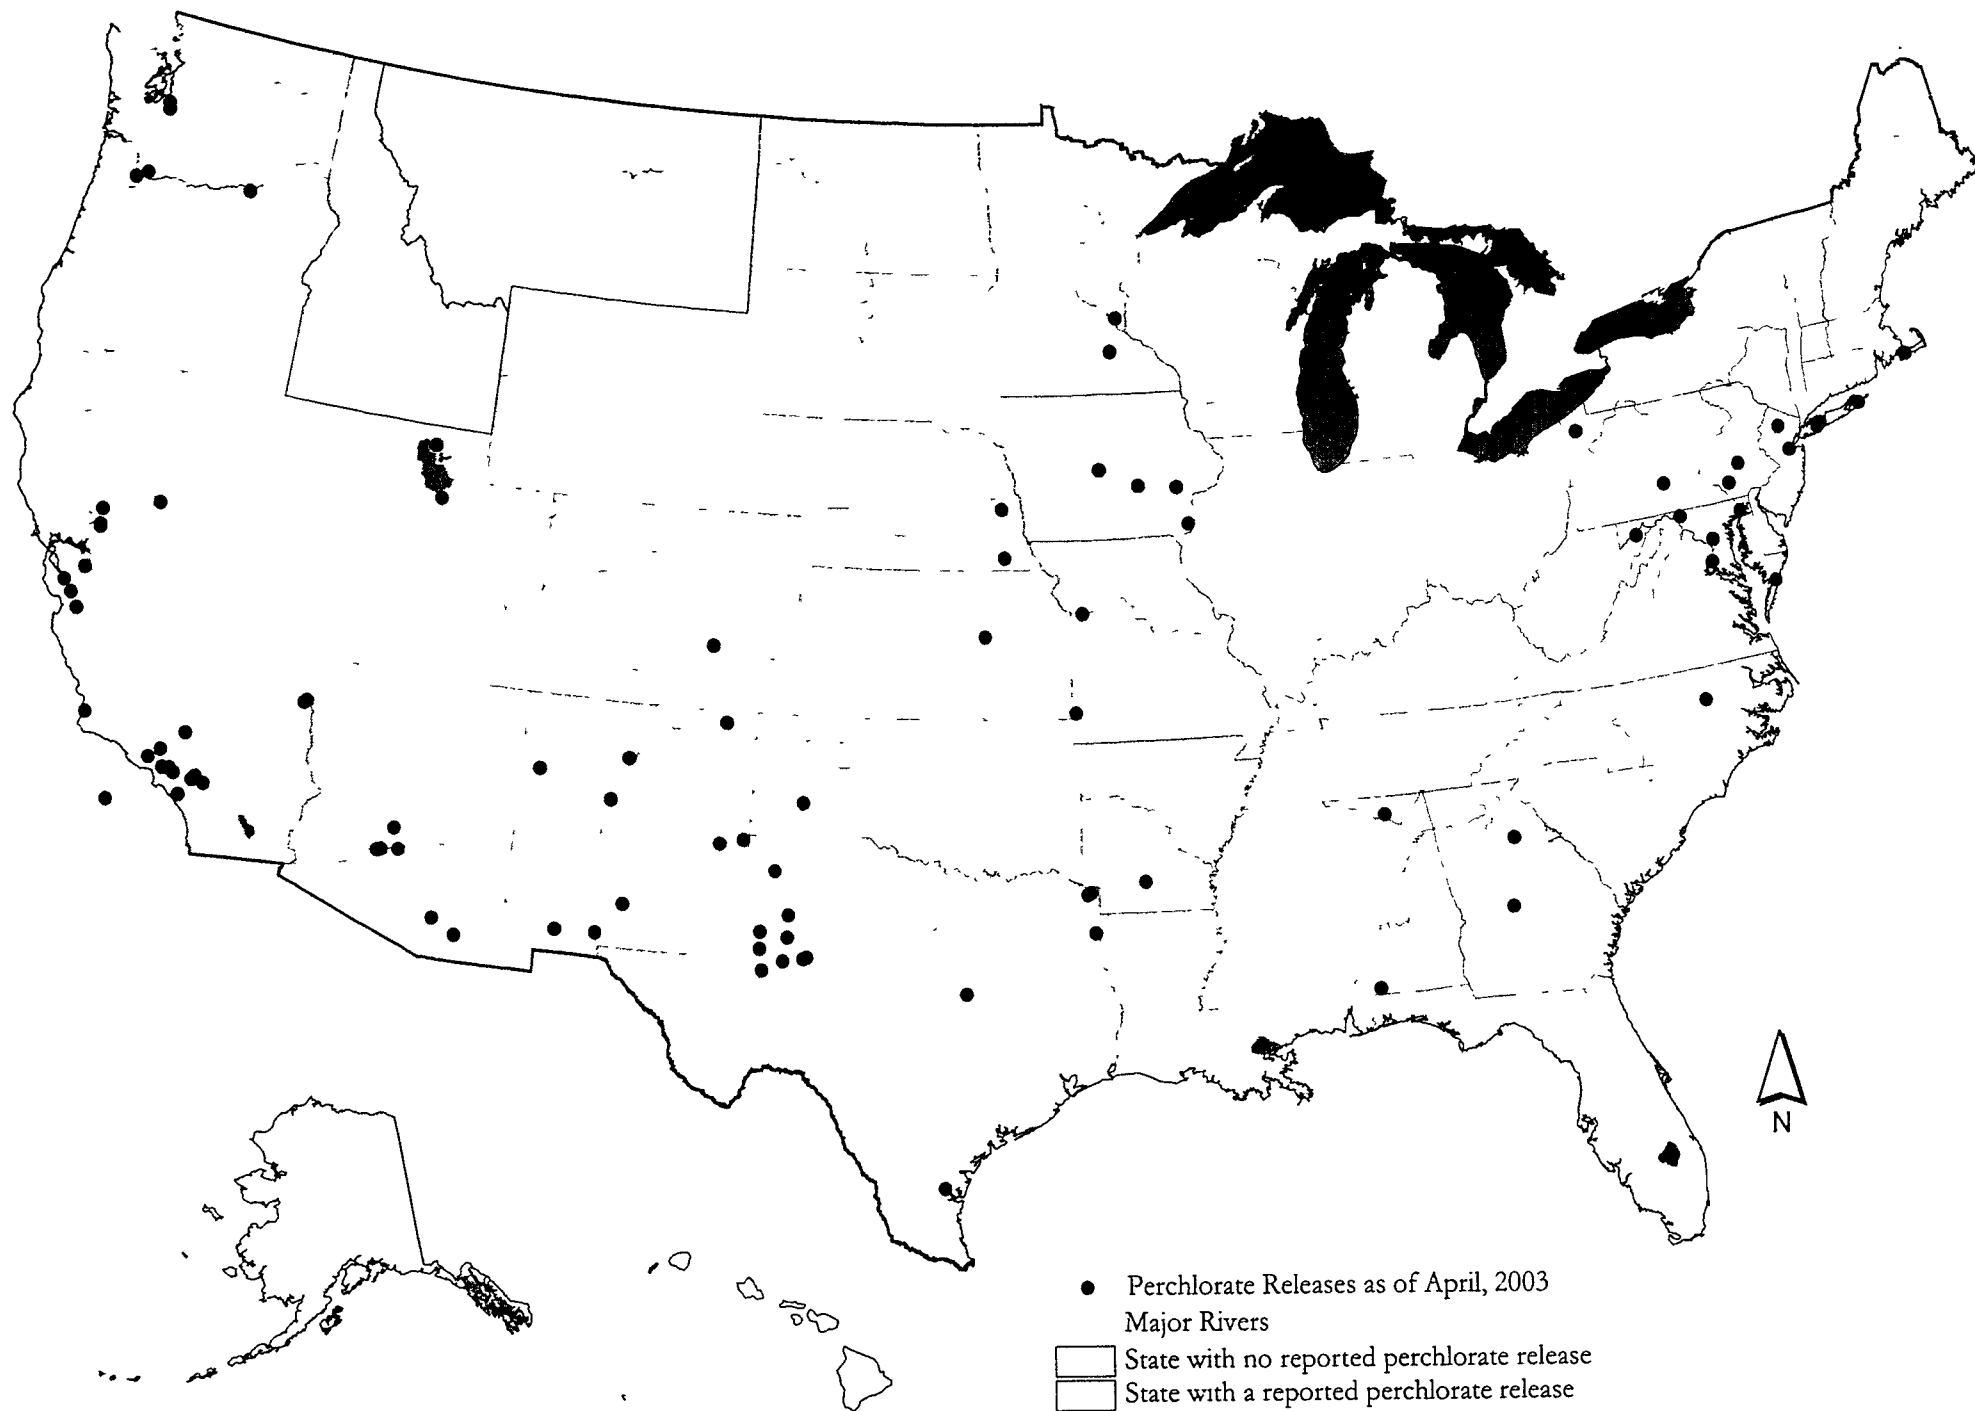 N
Perchlorate Releases as of April, 2003
Major Rivers
State with no reported perchlorate release
State with a reported perchlorate release